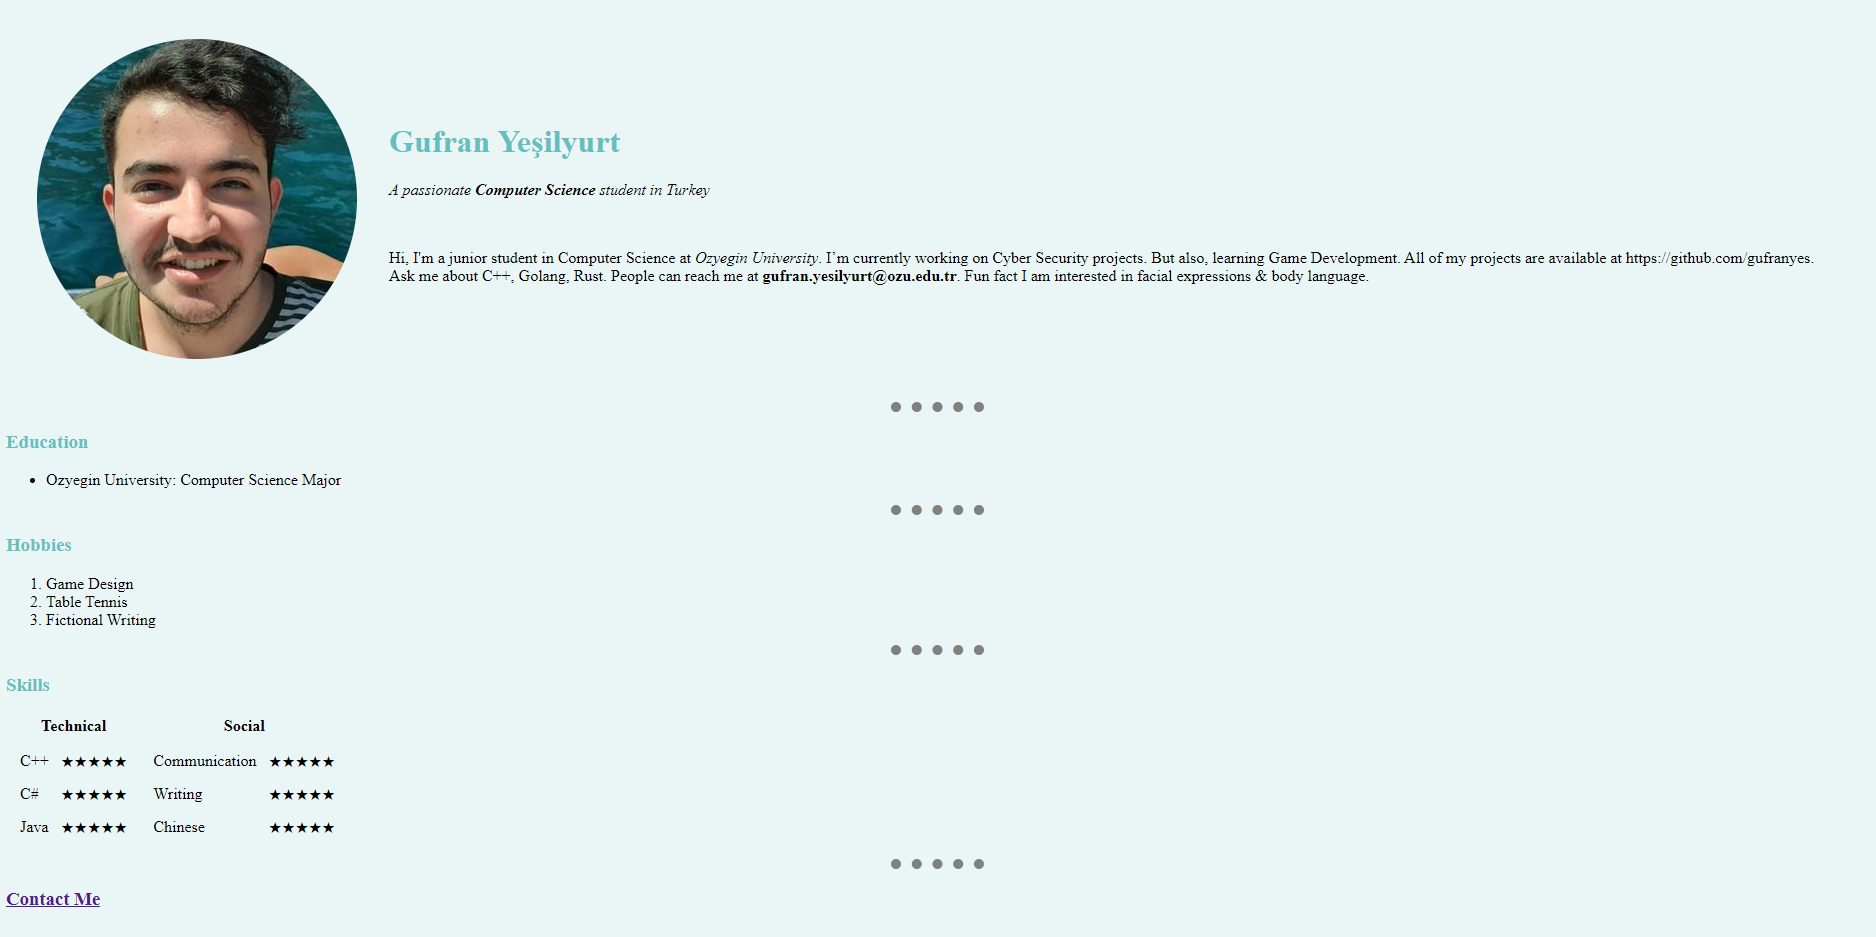 Gufran Yeşilyurt
A passionate Computer Science student in Turkey
Hi, I'm a junior student in Computer Science at Ozyegin University. I’m currently working on Cyber Security projects. But also, learning Game Development. All of my projects are available at https://github.com/gufranyes.
Ask me about C++, Golang, Rust. People can reach me at gufran.yesilyurt@ozu.edu.tr. Fun fact I am interested in facial expressions & body language.
Education
• Ozyegin University: Computer Science Major
Hobbies
1. Game Design
2. Table Tennis
3. Fictional Writing
Skills
Technical Social
C++ ★★★★★ Communication ★★★★★
C# ★★★★★ Writing ★★★★★
Java ★★★★★ Chinese ★★★★★
Contact Me